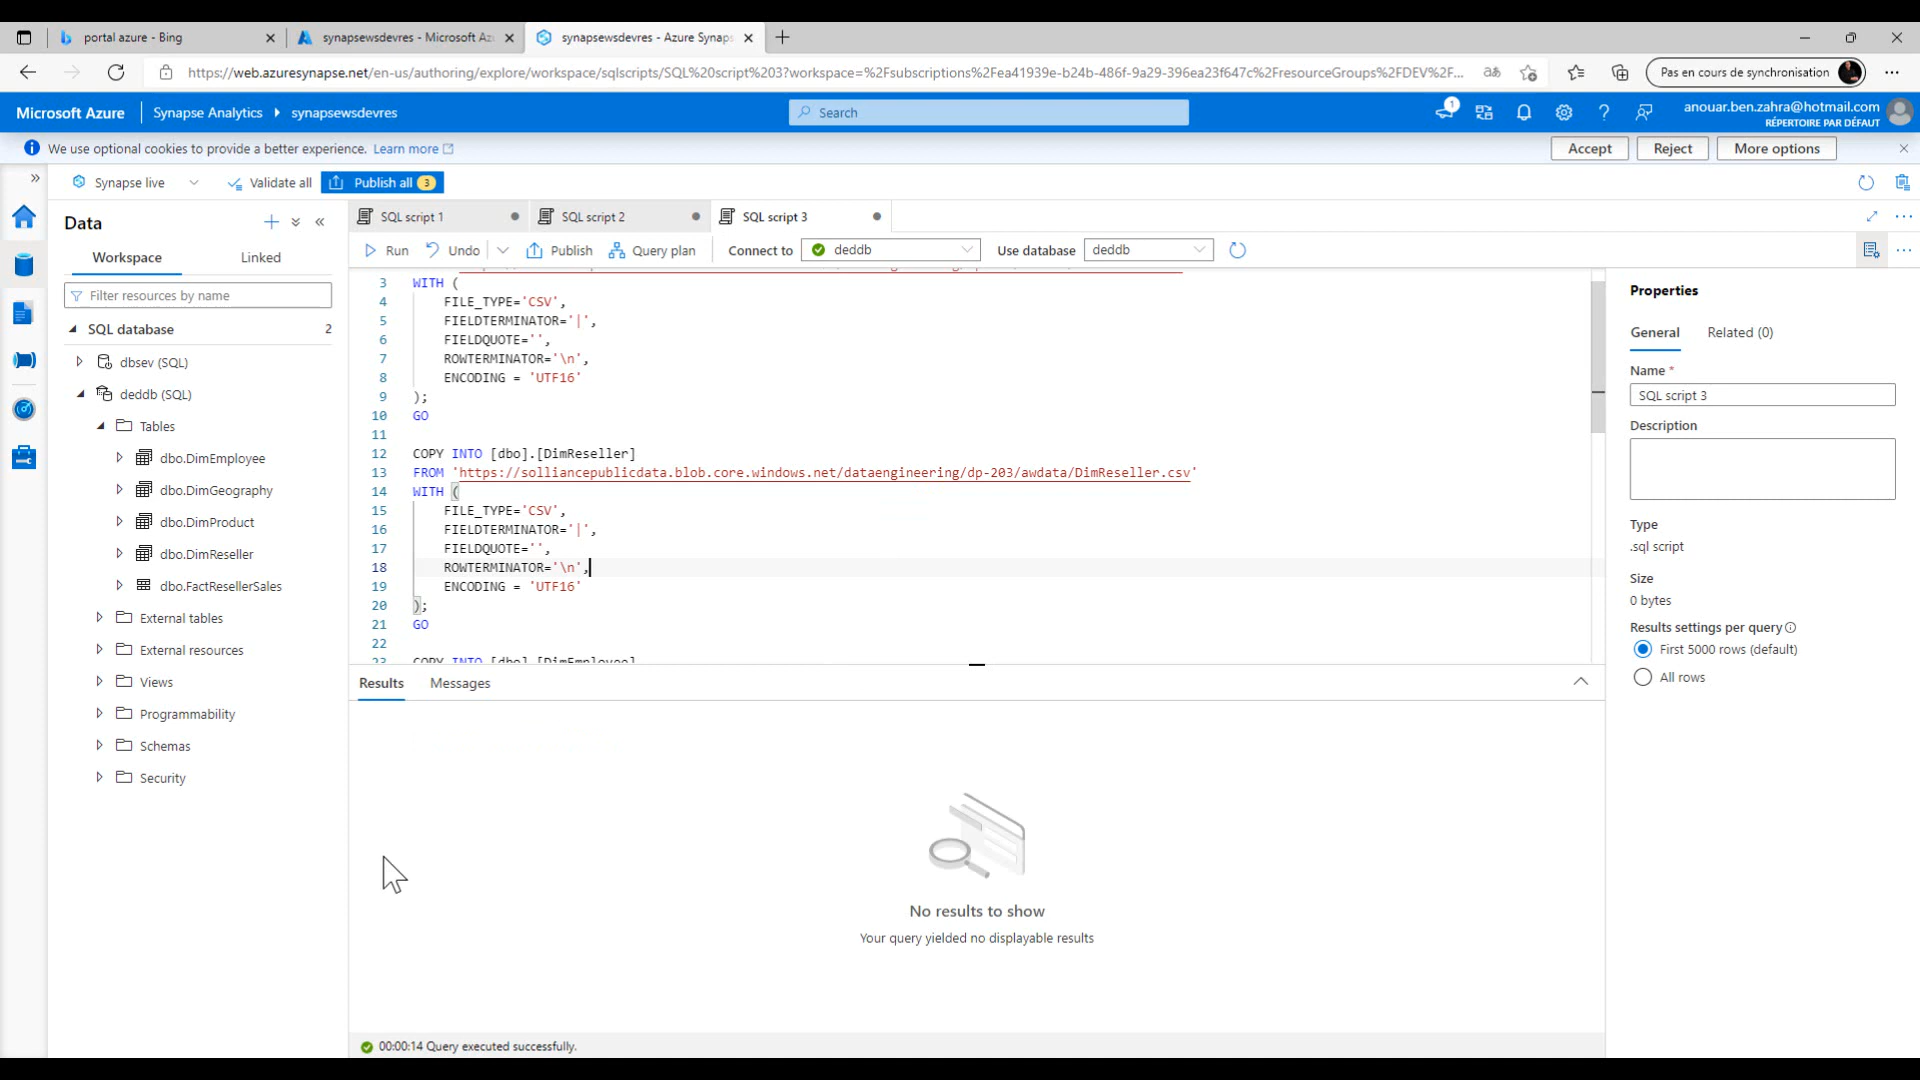 portal azure - Bing
synapsewsdevres - Microsoft Az
synapsewsdevres - Azure Synaps
https://web.azuresynapse.net/en-us/authoring/explore/workspace/sqlscripts/SQL%20script%203?workspace=%2Fsubscriptions%2Fea41939e-b24b-486f-9a29-396ea23f647c%2FresourceGroups%2FDEV%2F...
aあ
Pas en cours de synchronisation
Microsoft Azure
Synapse Analytics
synapsewsdevres
Search
1
anouar.ben.zahra@hotmail.com
RÉPERTOIRE PAR DÉFAUT
We use optional cookies to provide a better experience. Learn more
Accept
Reject
More options
Synapse live
Validate all
Publish all 3
Data
Workspace
Linked
Filter resources by name
SQL database 2
dbsev (SQL)
deddb (SQL)
Tables
dbo.DimEmployee
dbo.DimGeography
dbo.DimProduct
dbo.DimReseller
dbo.FactResellerSales
External tables
External resources
Views
Programmability
Schemas
Security
SQL script 1
SQL script 2
SQL script 3
Run
Undo
Publish
Query plan
Connect to
deddb
Use database
deddb
3 WITH (
4 FILE_TYPE='CSV',
5 FIELDTERMINATOR='|',
6 FIELDQUOTE='',
7 ROWTERMINATOR='\n',
8 ENCODING = 'UTF16'
9 );
10 GO
11
12 COPY INTO [dbo].[DimReseller]
13 FROM 'https://solliancepublicdata.blob.core.windows.net/dataengineering/dp-203/awdata/DimReseller.csv'
14 WITH (
15 FILE_TYPE='CSV',
16 FIELDTERMINATOR='|',
17 FIELDQUOTE='',
18 ROWTERMINATOR='\n',
19 ENCODING = 'UTF16'
20 );
21 GO
22
23 COPY INTO [dbo].[DimEmployee]
Results
Messages
No results to show
Your query yielded no displayable results
00:00:14 Query executed successfully.
Properties
General
Related (0)
Name *
SQL script 3
Description
Type
.sql script
Size
0 bytes
Results settings per query
First 5000 rows (default)
All rows